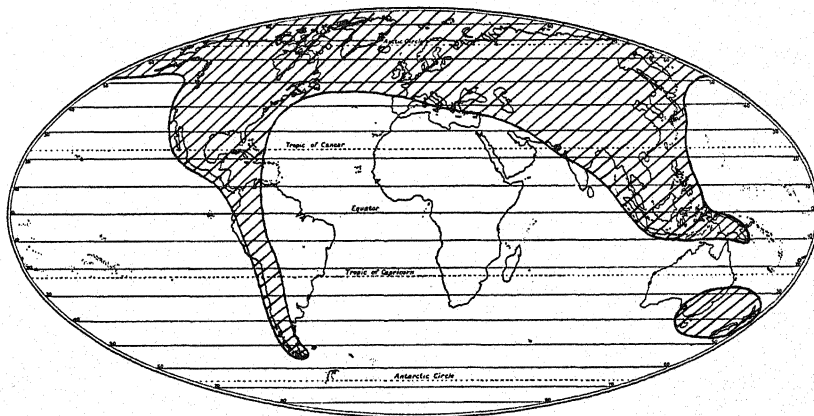 Arctic Circle
Tropic of Cancer
Equator
Tropic of Capricorn
Antarctic Circle